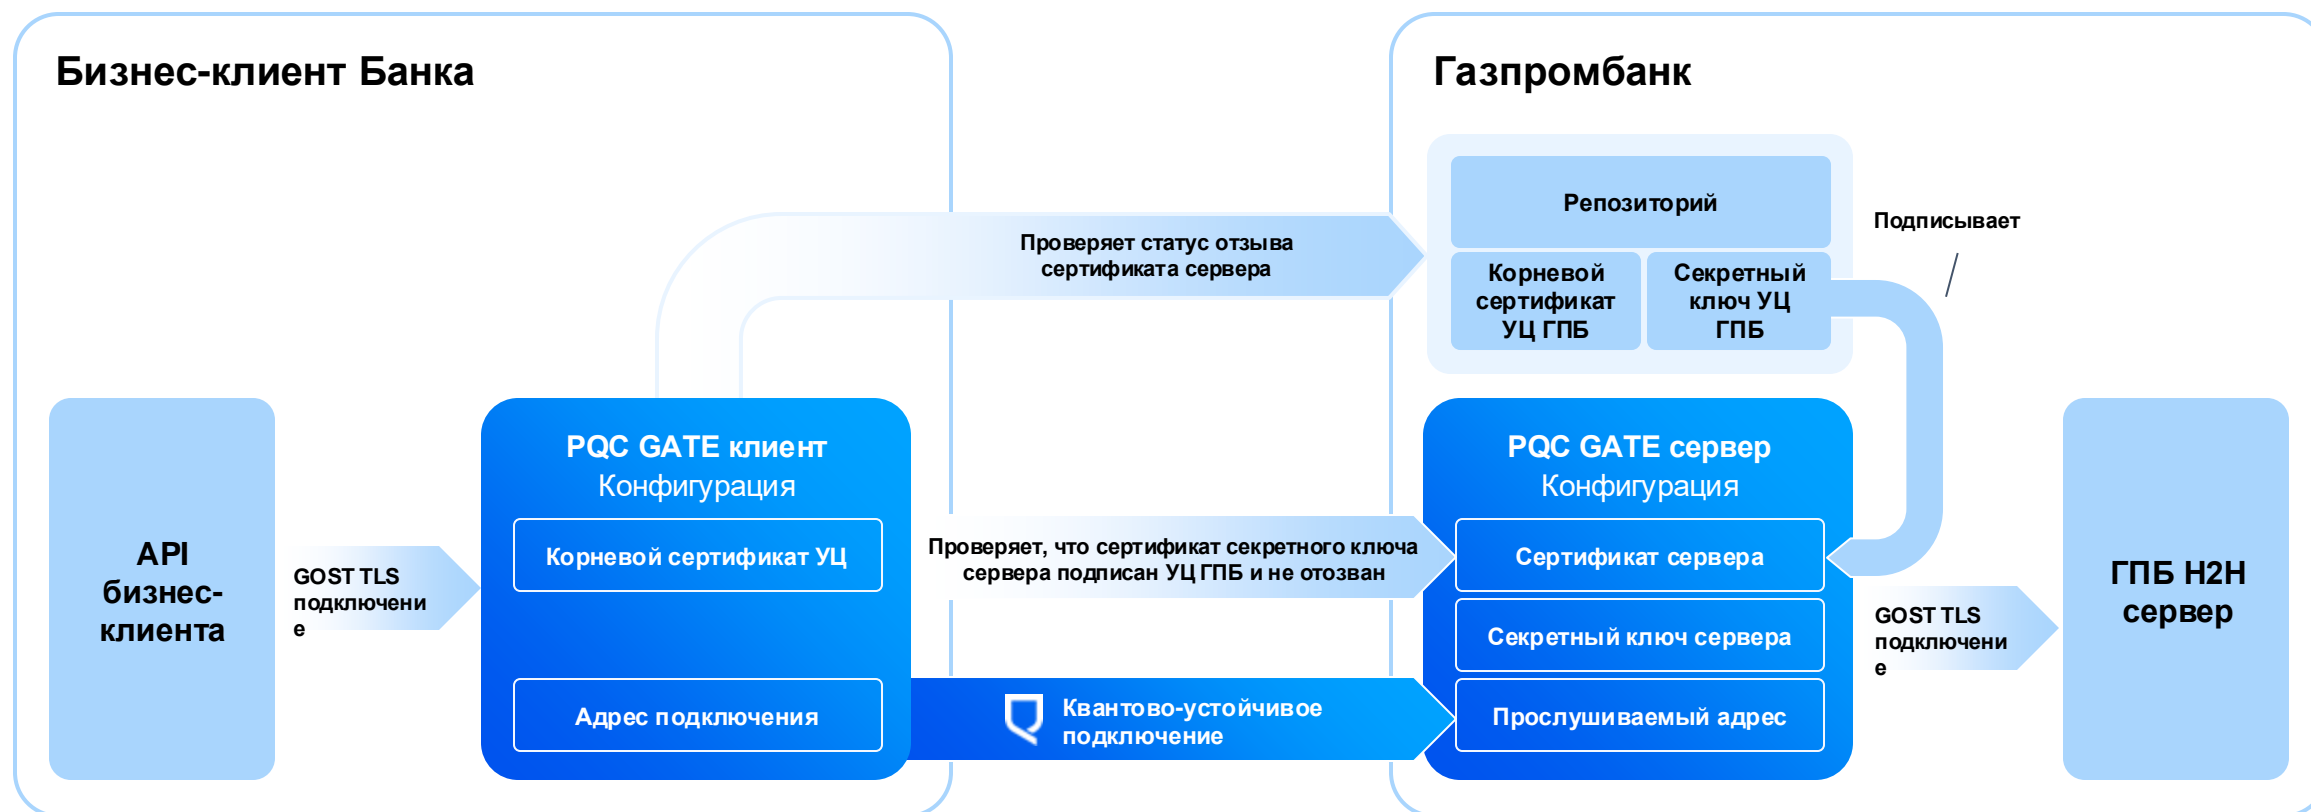 Бизнес-клиент Банка
Газпромбанк
Репозиторий
Подписывает
Проверяет статус отзыва
сертификата сервера
Корневой
сертификат
УЦ ГПБ
Секретный
ключ УЦ
ГПБ
API
бизнес-
клиента
GOST TLS
подключени
е
PQC GATE клиент
Конфигурация
Корневой сертификат УЦ
Адрес подключения
Проверяет, что сертификат секретного ключа
сервера подписан УЦ ГПБ и не отозван
Квантово-устойчивое
подключение
PQC GATE сервер
Конфигурация
Сертификат сервера
Секретный ключ сервера
Прослушиваемый адрес
GOST TLS
подключени
е
ГПБ H2H
сервер